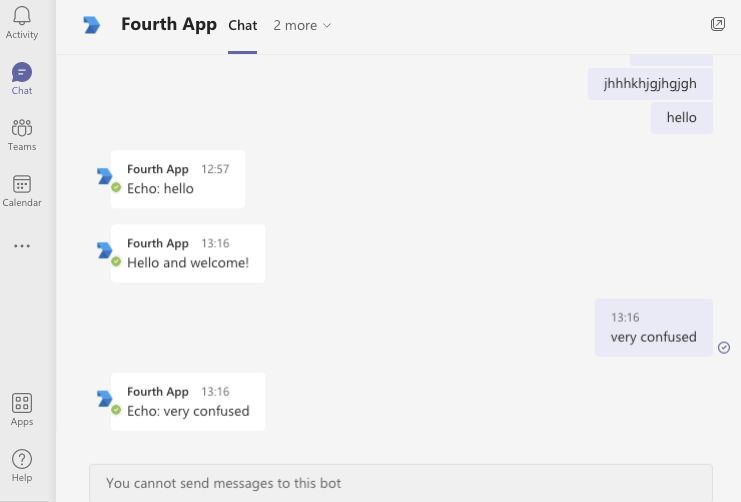 Activity
Chat
Teams
Calendar
...
Apps
Help
Fourth App Chat 2 more
jhhhkhjgjhgjgh
hello
Fourth App 12:57
Echo: hello
Fourth App 13:16
Hello and welcome!
13:16
very confused
Fourth App 13:16
Echo: very confused
You cannot send messages to this bot